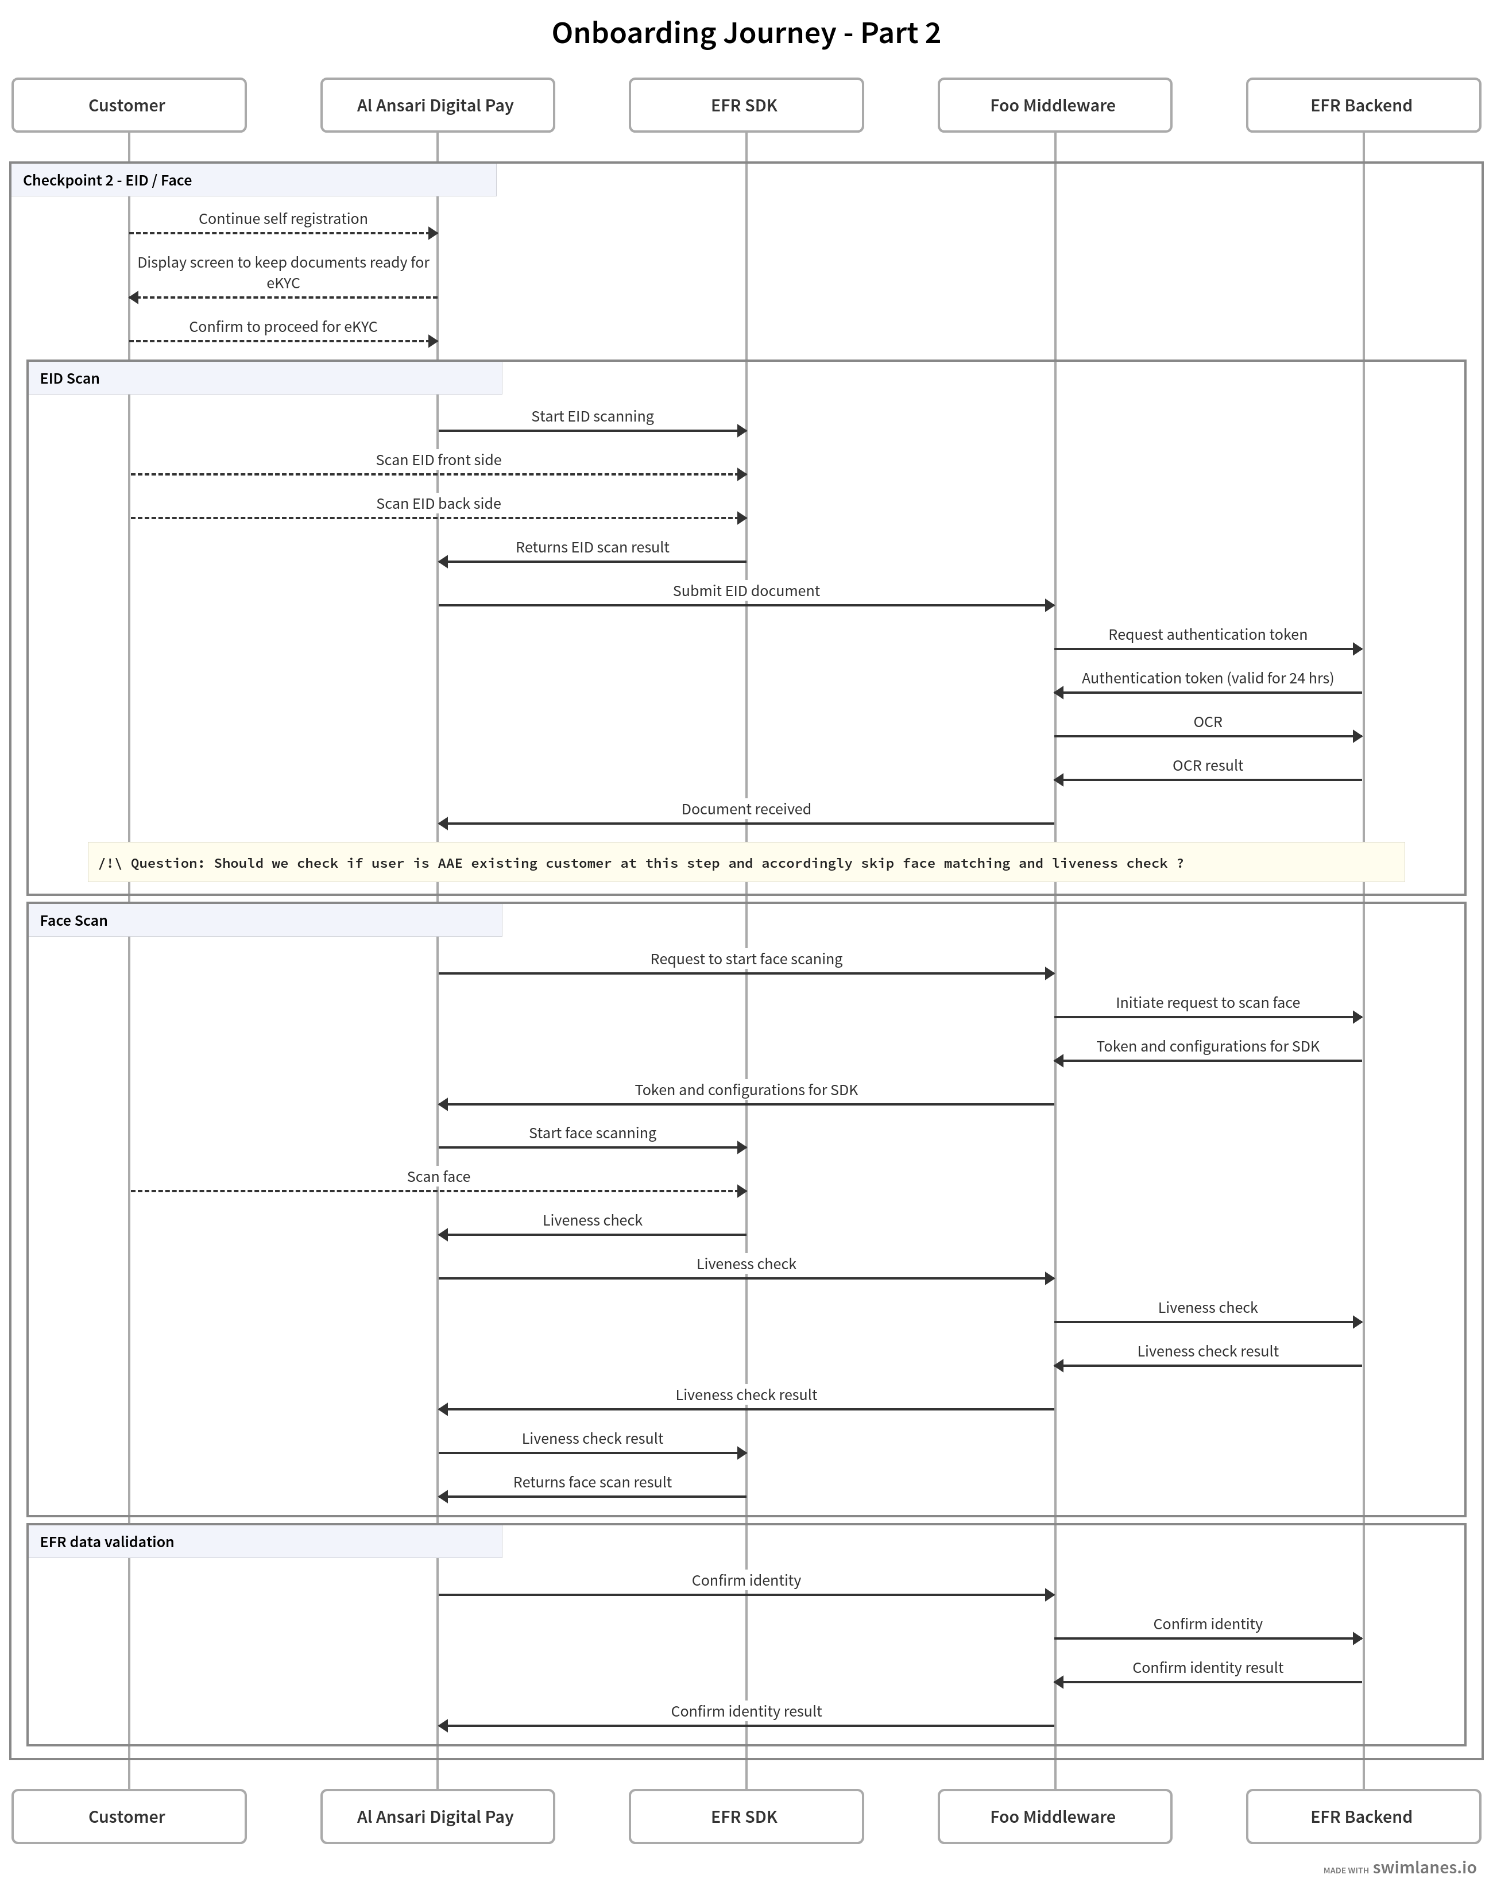 Onboarding Journey - Part 2
Customer
Al Ansari Digital Pay
EFR SDK
Foo Middleware
EFR Backend
Checkpoint 2 - EID / Face
Continue self registration
Display screen to keep documents ready for
eKYC
Confirm to proceed for eKYC
EID Scan
Start EID scanning
Scan EID front side
Scan EID back side
Returns EID scan result
Submit EID document
Request authentication token
Authentication token (valid for 24 hrs)
OCR
OCR result
Document received
/!\ Question: Should we check if user is AAE existing customer at this step and accordingly skip face matching and liveness check ?
Face Scan
Request to start face scaning
Initiate request to scan face
Token and configurations for SDK
Token and configurations for SDK
Start face scanning
Scan face
Liveness check
Liveness check
Liveness check
Liveness check result
Liveness check result
Liveness check result
Returns face scan result
EFR data validation
Confirm identity
Confirm identity
Confirm identity result
Confirm identity result
Customer
Al Ansari Digital Pay
EFR SDK
Foo Middleware
EFR Backend
MADE WITH swimlanes.io